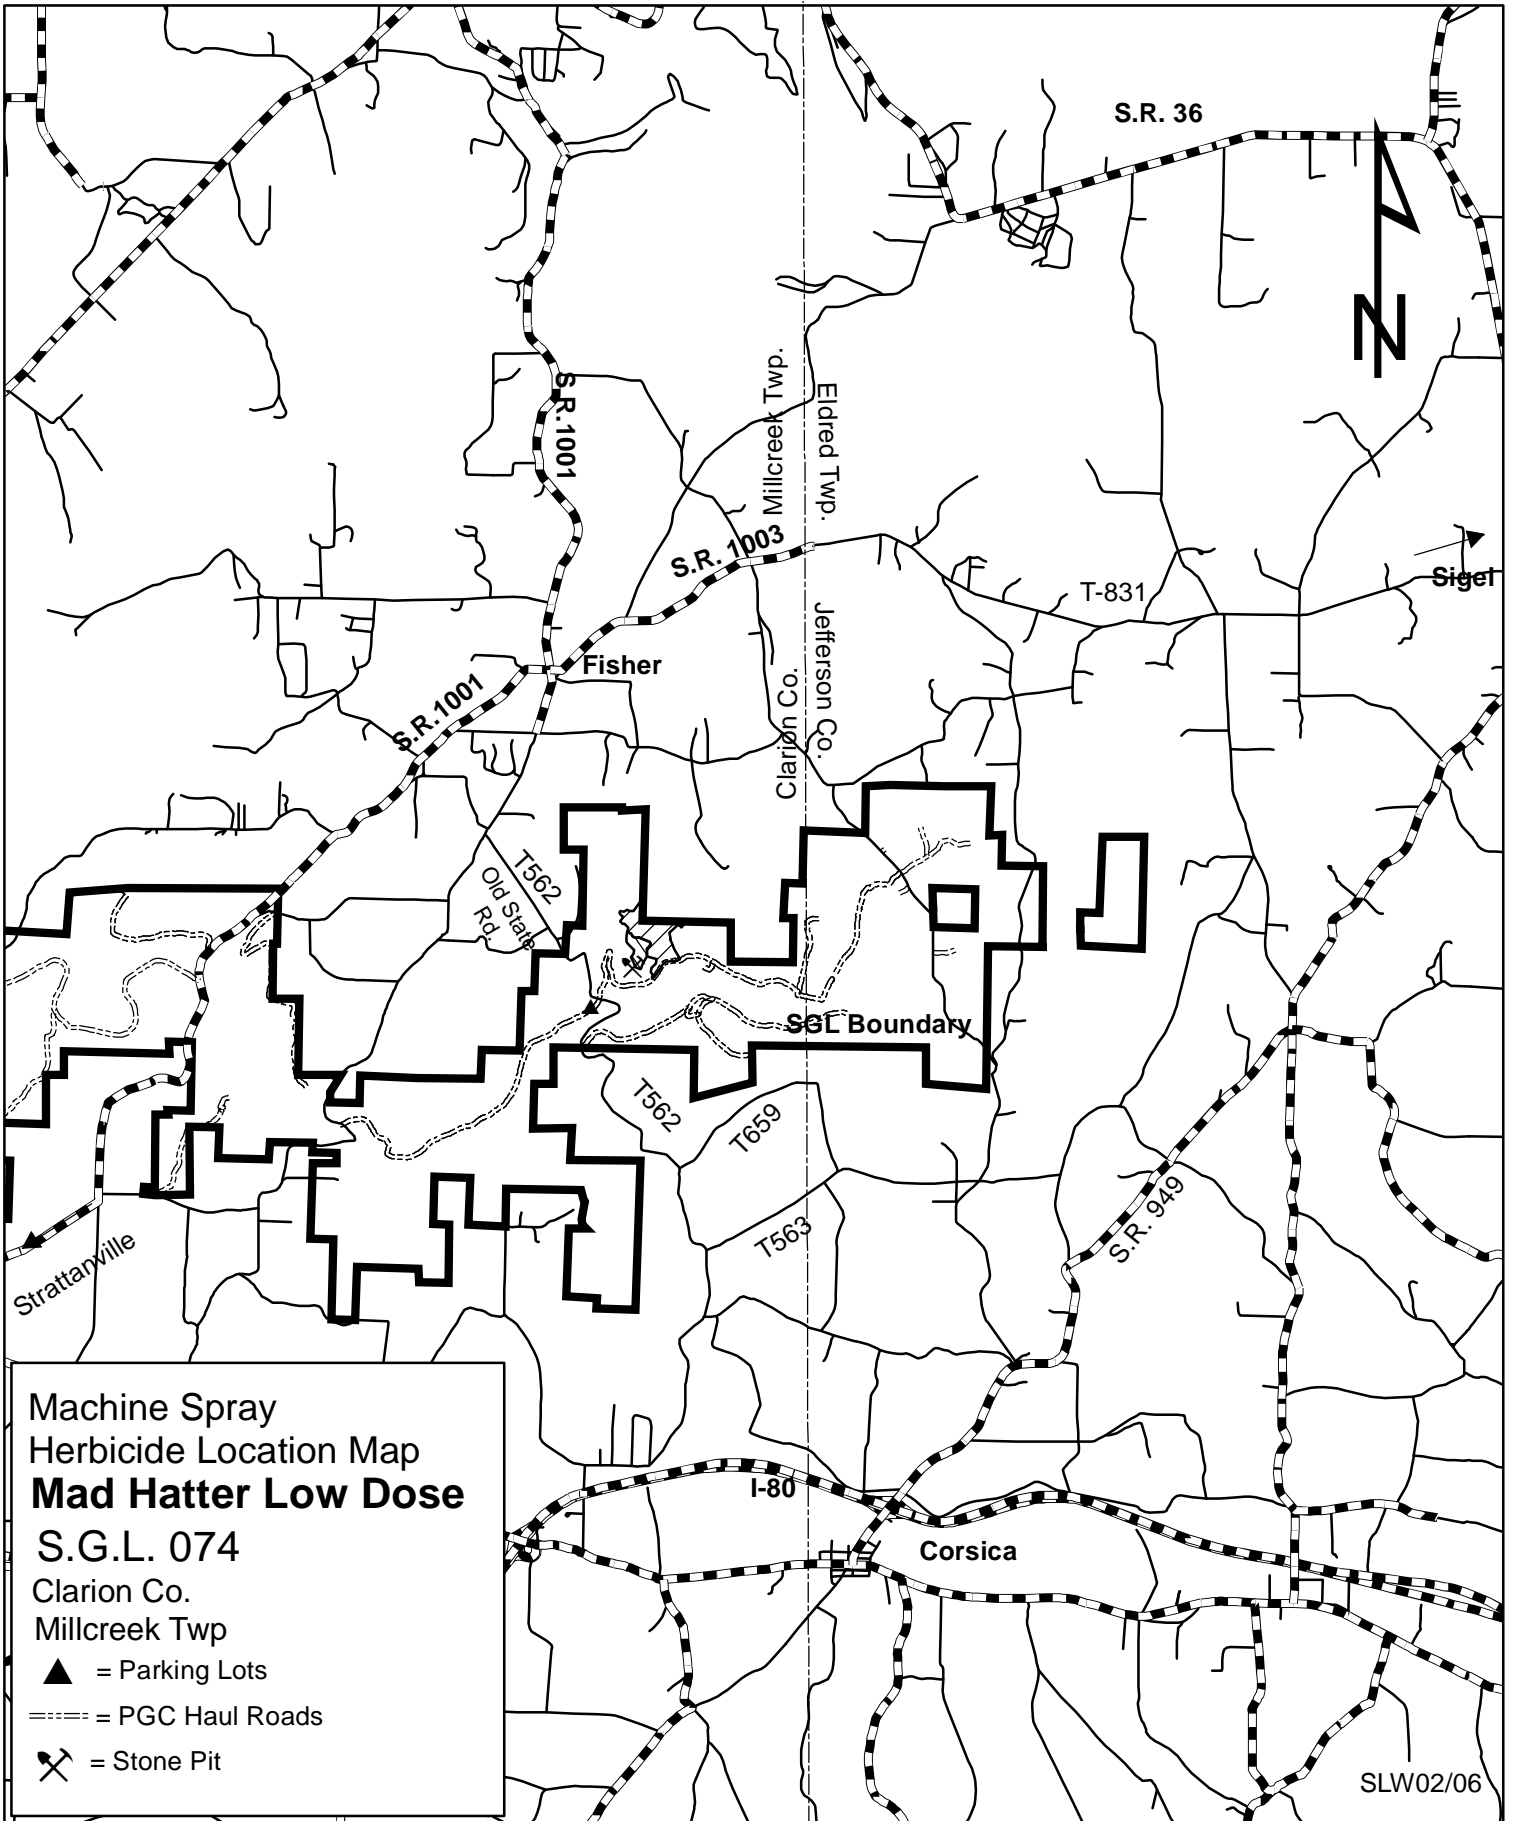 S.R. 36
N
S.R.1001
Millcreek Twp.
Eldred Twp.
S.R. 1003
Sigel
T-831
Fisher
S.R.1001
Clarion Co.
Jefferson Co.
T562
Old State
Rd.
SGL Boundary
T562
T659
T563
S.R. 949
Strattanville
I-80
Corsica
Machine Spray
Herbicide Location Map
Mad Hatter Low Dose
S.G.L. 074
Clarion Co.
Millcreek Twp
= Parking Lots
= PGC Haul Roads
= Stone Pit
SLW02/06